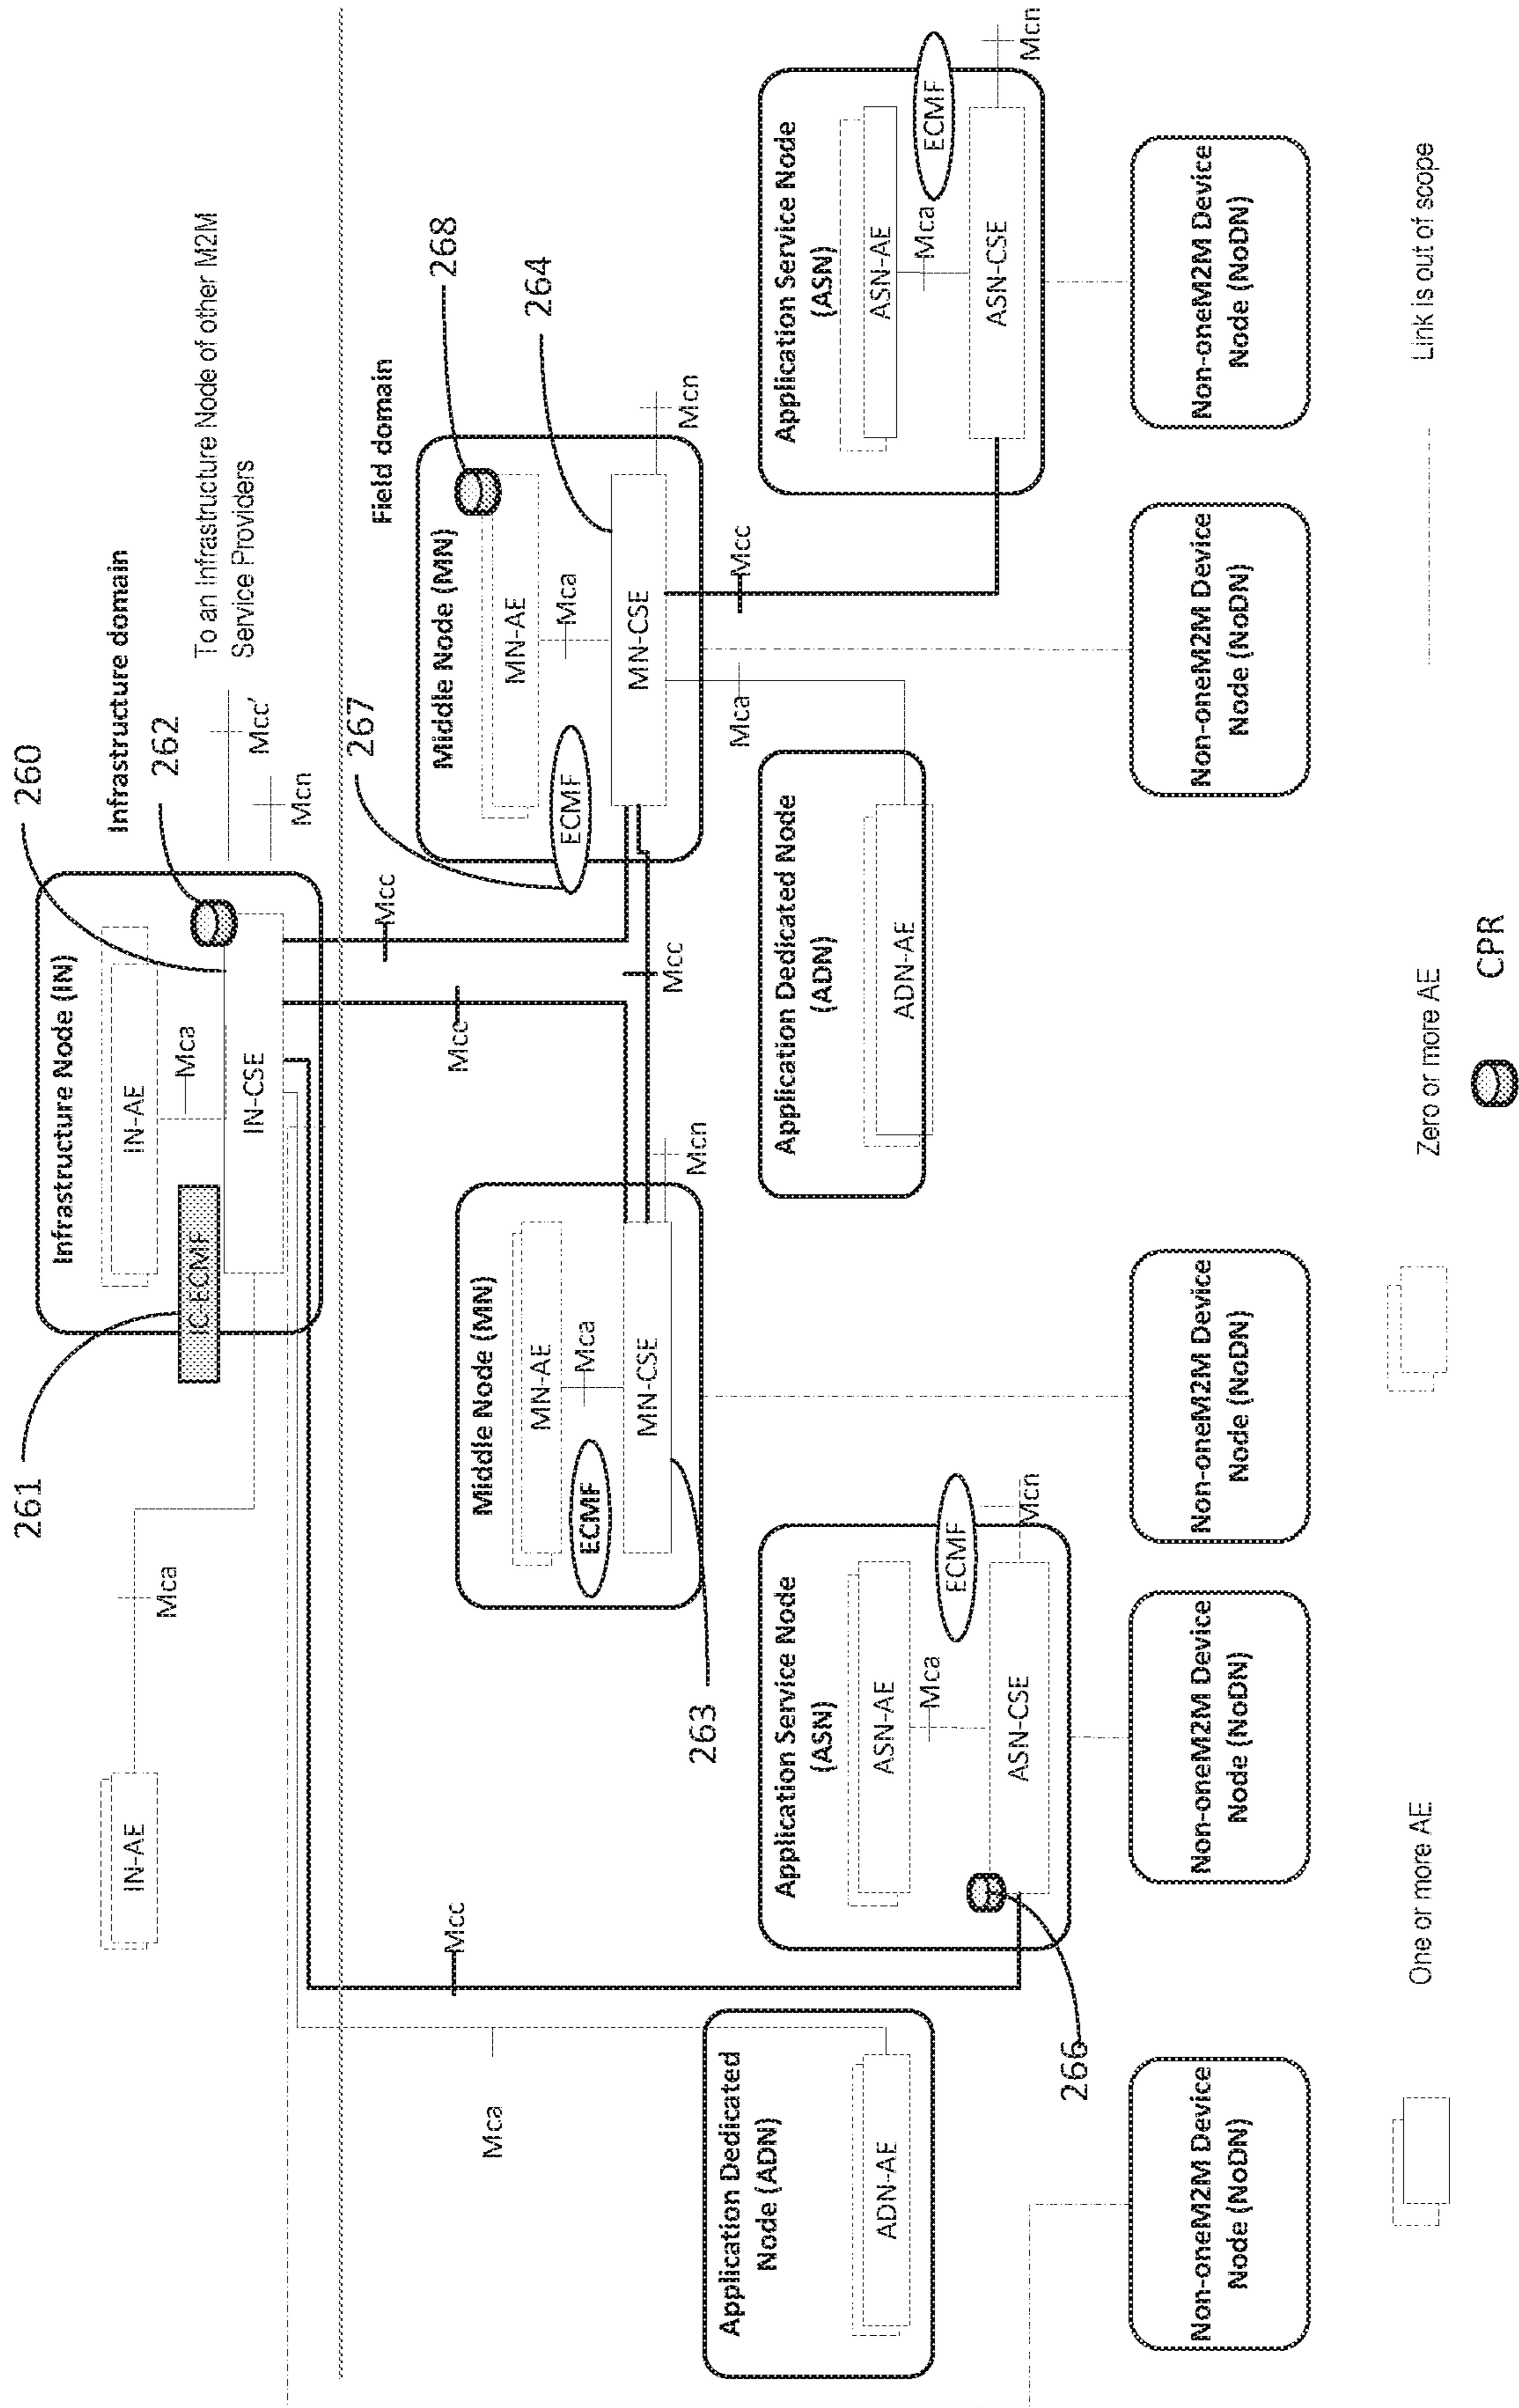 260
Infrastructure domain
To an Infrastructure Node of other M2M
Service Providers
261
Infrastructure Node (IN)
262
IN-AE
Mca
IN-AE
Mca
IC-ECMF
IN-CSE
Mcc'
Mcn
Field domain
Mcc
Mcc
Mcc
Mcc
267
268
264
Middle Node (MN)
MN-AE
Mca
ECMF
MN-CSE
Mcn
263
Middle Node (MN)
MN-AE
Mca
ECMF
MN-CSE
Mcn
Mca
Mca
Mcc
Application Dedicated
Node (ADN)
ADN-AE
Application Service Node
(ASN)
ASN-AE
Mca
ECMF
ASN-CSE
Mcn
266
Application Dedicated Node
(ADN)
ADN-AE
Application Service Node
(ASN)
ASN-AE
Mca
ECMF
ASN-CSE
Mcn
Non-oneM2M Device
Node (NoDN)
Non-oneM2M Device
Node (NoDN)
Non-oneM2M Device
Node (NoDN)
Non-oneM2M Device
Node (NoDN)
Non-oneM2M Device
Node (NoDN)
One or more AE
Zero or more AE
Link is out of scope
CPR